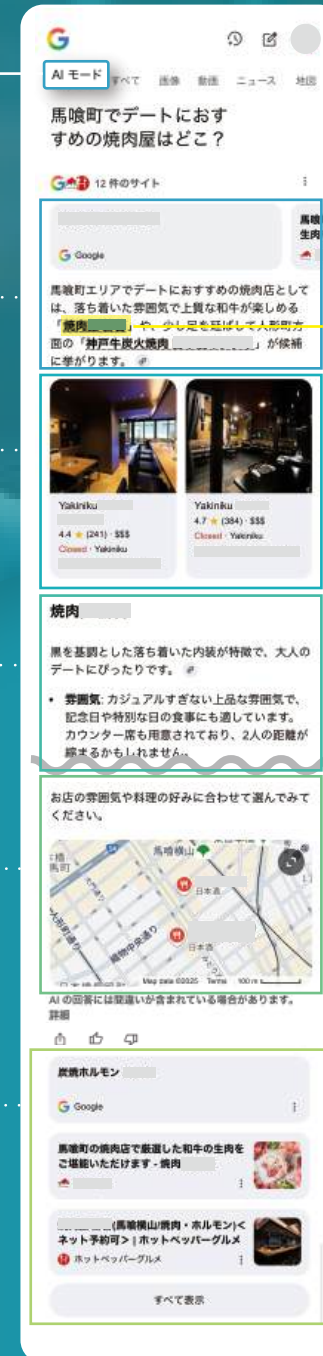 AI モード すべて 画像 動画 ニュース 地図
馬喰町でデートにおす
すめの焼肉屋はどこ？
12 件のサイト
Google
馬喰
生肉
馬喰町エリアでデートにおすすめの焼肉店として
は、落ち着いた雰囲気で上質な和牛が楽しめる
「焼肉 」や、少し足を延ばして人形町方
面の「神戸牛炭火焼肉 」が候補
に挙がります。
Yakiniku
4.4 ★ (241) · $$$
Closed · Yakiniku
Yakiniku
4.7 ★ (384) · $$$
Closed · Yakiniku
焼肉
黒を基調とした落ち着いた内装が特徴で、大人の
デートにぴったりです。
• 雰囲気: カジュアルすぎない上品な雰囲気で、
記念日や特別な日の食事にも適しています。
カウンター席も用意されており、2人の距離が
縮まるかもしれません。
お店の雰囲気や料理の好みに合わせて選んでみて
ください。
馬喰横山
日本酒
日本酒
織物中央通り
Map data ©2025 Terms 100 m
AI の回答には間違いが含まれている場合があります。
詳細
炭焼ホルモン
Google
馬喰町の焼肉店で厳選した和牛の生肉を
ご堪能いただけます - 焼肉
(馬喰横山/焼肉・ホルモン)<
ネット予約可> | ホットペッパーグルメ
ホットペッパーグルメ
すべて表示